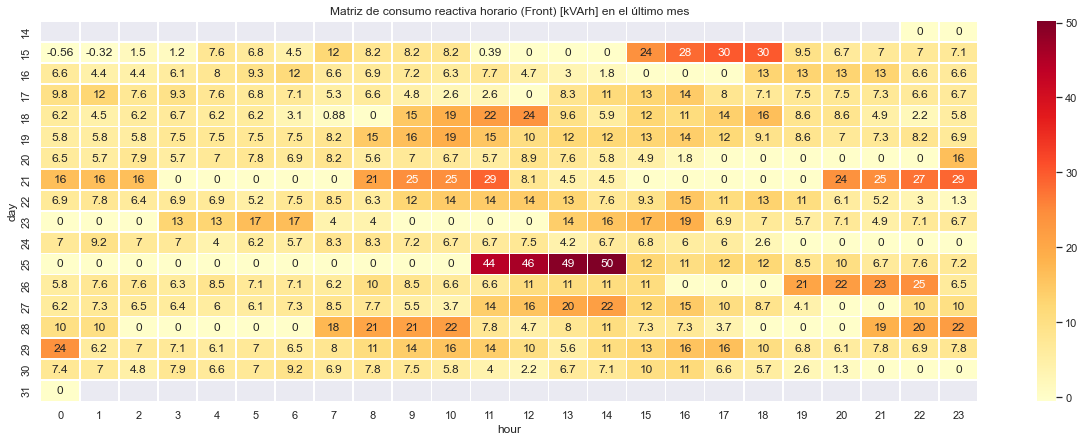 Matriz de consumo reactiva horario (Front) [kVArh] en el último mes
14 0 0
15 -0.56 -0.32 1.5 1.2 7.6 6.8 4.5 12 8.2 8.2 8.2 0.39 0 0 0 24 28 30 30 9.5 6.7 7 7 7.1
16 6.6 4.4 4.4 6.1 8 9.3 12 6.6 6.9 7.2 6.3 7.7 4.7 3 1.8 0 0 0 13 13 13 13 6.6 6.6
17 9.8 12 7.6 9.3 7.6 6.8 7.1 5.3 6.6 4.8 2.6 2.6 0 8.3 11 13 14 8 7.1 7.5 7.5 7.3 6.6 6.7
18 6.2 4.5 6.2 6.7 6.2 6.2 3.1 0.88 0 15 19 22 24 9.6 5.9 12 11 14 16 8.6 8.6 4.9 2.2 5.8
19 5.8 5.8 5.8 7.5 7.5 7.5 7.5 8.2 15 16 19 15 10 12 12 13 14 12 9.1 8.6 7 7.3 8.2 6.9
20 6.5 5.7 7.9 5.7 7 7.8 6.9 8.2 5.6 7 6.7 5.7 8.9 7.6 5.8 4.9 1.8 0 0 0 0 0 0 16
21 16 16 16 0 0 0 0 0 21 25 25 29 8.1 4.5 4.5 0 0 0 0 0 24 25 27 29
22 6.9 7.8 6.4 6.9 6.9 5.2 7.5 8.5 6.3 12 14 14 14 13 7.6 9.3 15 11 13 11 6.1 5.2 3 1.3
23 0 0 0 13 13 17 17 4 4 0 0 0 0 14 16 17 19 6.9 7 5.7 7.1 4.9 7.1 6.7
24 7 9.2 7 7 4 6.2 5.7 8.3 8.3 7.2 6.7 6.7 7.5 4.2 6.7 6.8 6 6 2.6 0 0 0 0 0
25 0 0 0 0 0 0 0 0 0 0 0 44 46 49 50 12 11 12 12 8.5 10 6.7 7.6 7.2
26 5.8 7.6 7.6 6.3 8.5 7.1 7.1 6.2 10 8.5 6.6 6.6 11 11 11 11 0 0 0 21 22 23 25 6.5
27 6.2 7.3 6.5 6.4 6 6.1 7.3 8.5 7.7 5.5 3.7 14 16 20 22 12 15 10 8.7 4.1 0 0 10 10
28 10 10 0 0 0 0 0 18 21 21 22 7.8 4.7 8 11 7.3 7.3 3.7 0 0 0 19 20 22
29 24 6.2 7 7.1 6.1 7 6.5 8 11 14 16 14 10 5.6 11 13 16 16 10 6.8 6.1 7.8 6.9 7.8
30 7.4 7 4.8 7.9 6.6 7 9.2 6.9 7.8 7.5 5.8 4 2.2 6.7 7.1 10 11 6.6 5.7 2.6 1.3 0 0 0
31 0
0 1 2 3 4 5 6 7 8 9 10 11 12 13 14 15 16 17 18 19 20 21 22 23
hour
day
50
40
30
20
10
0